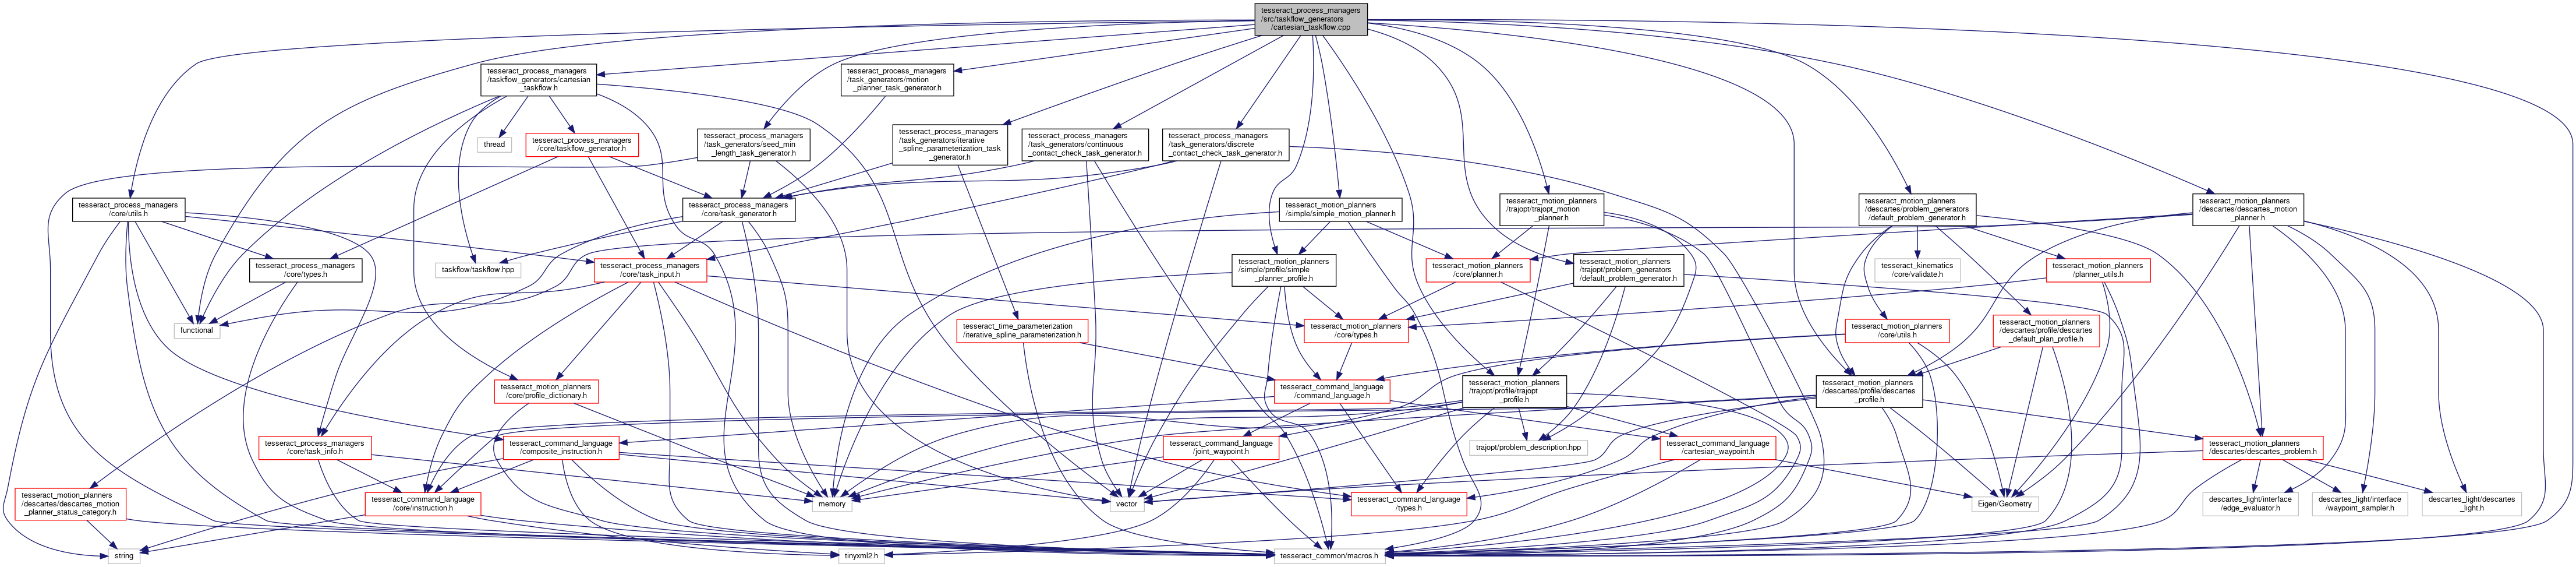 tesseract_process_managers
/src/taskflow_generators
/cartesian_taskflow.cpp
tesseract_process_managers
/taskflow_generators/cartesian
_taskflow.h
tesseract_process_managers
/task_generators/motion
_planner_task_generator.h
thread
tesseract_process_managers
/core/taskflow_generator.h
tesseract_process_managers
/task_generators/seed_min
_length_task_generator.h
tesseract_process_managers
/task_generators/iterative
_spline_parameterization_task
_generator.h
tesseract_process_managers
/task_generators/continuous
_contact_check_task_generator.h
tesseract_process_managers
/task_generators/discrete
_contact_check_task_generator.h
tesseract_process_managers
/core/utils.h
tesseract_process_managers
/core/task_generator.h
tesseract_motion_planners
/simple/simple_motion_planner.h
tesseract_motion_planners
/trajopt/trajopt_motion
_planner.h
tesseract_motion_planners
/descartes/problem_generators
/default_problem_generator.h
tesseract_motion_planners
/descartes/descartes_motion
_planner.h
tesseract_process_managers
/core/types.h
taskflow/taskflow.hpp
tesseract_process_managers
/core/task_input.h
tesseract_motion_planners
/simple/profile/simple
_planner_profile.h
tesseract_motion_planners
/core/planner.h
tesseract_motion_planners
/trajopt/problem_generators
/default_problem_generator.h
tesseract_kinematics
/core/validate.h
tesseract_motion_planners
/planner_utils.h
functional
tesseract_time_parameterization
/iterative_spline_parameterization.h
tesseract_motion_planners
/core/types.h
tesseract_motion_planners
/core/utils.h
tesseract_motion_planners
/descartes/profile/descartes
_default_plan_profile.h
tesseract_motion_planners
/core/profile_dictionary.h
tesseract_command_language
/command_language.h
tesseract_motion_planners
/trajopt/profile/trajopt
_profile.h
tesseract_motion_planners
/descartes/profile/descartes
_profile.h
tesseract_process_managers
/core/task_info.h
tesseract_command_language
/composite_instruction.h
tesseract_command_language
/joint_waypoint.h
trajopt/problem_description.hpp
tesseract_command_language
/cartesian_waypoint.h
tesseract_motion_planners
/descartes/descartes_problem.h
tesseract_motion_planners
/descartes/descartes_motion
_planner_status_category.h
tesseract_command_language
/core/instruction.h
memory
vector
tesseract_command_language
/types.h
Eigen/Geometry
descartes_light/interface
/edge_evaluator.h
descartes_light/interface
/waypoint_sampler.h
descartes_light/descartes
_light.h
string
tinyxml2.h
tesseract_common/macros.h